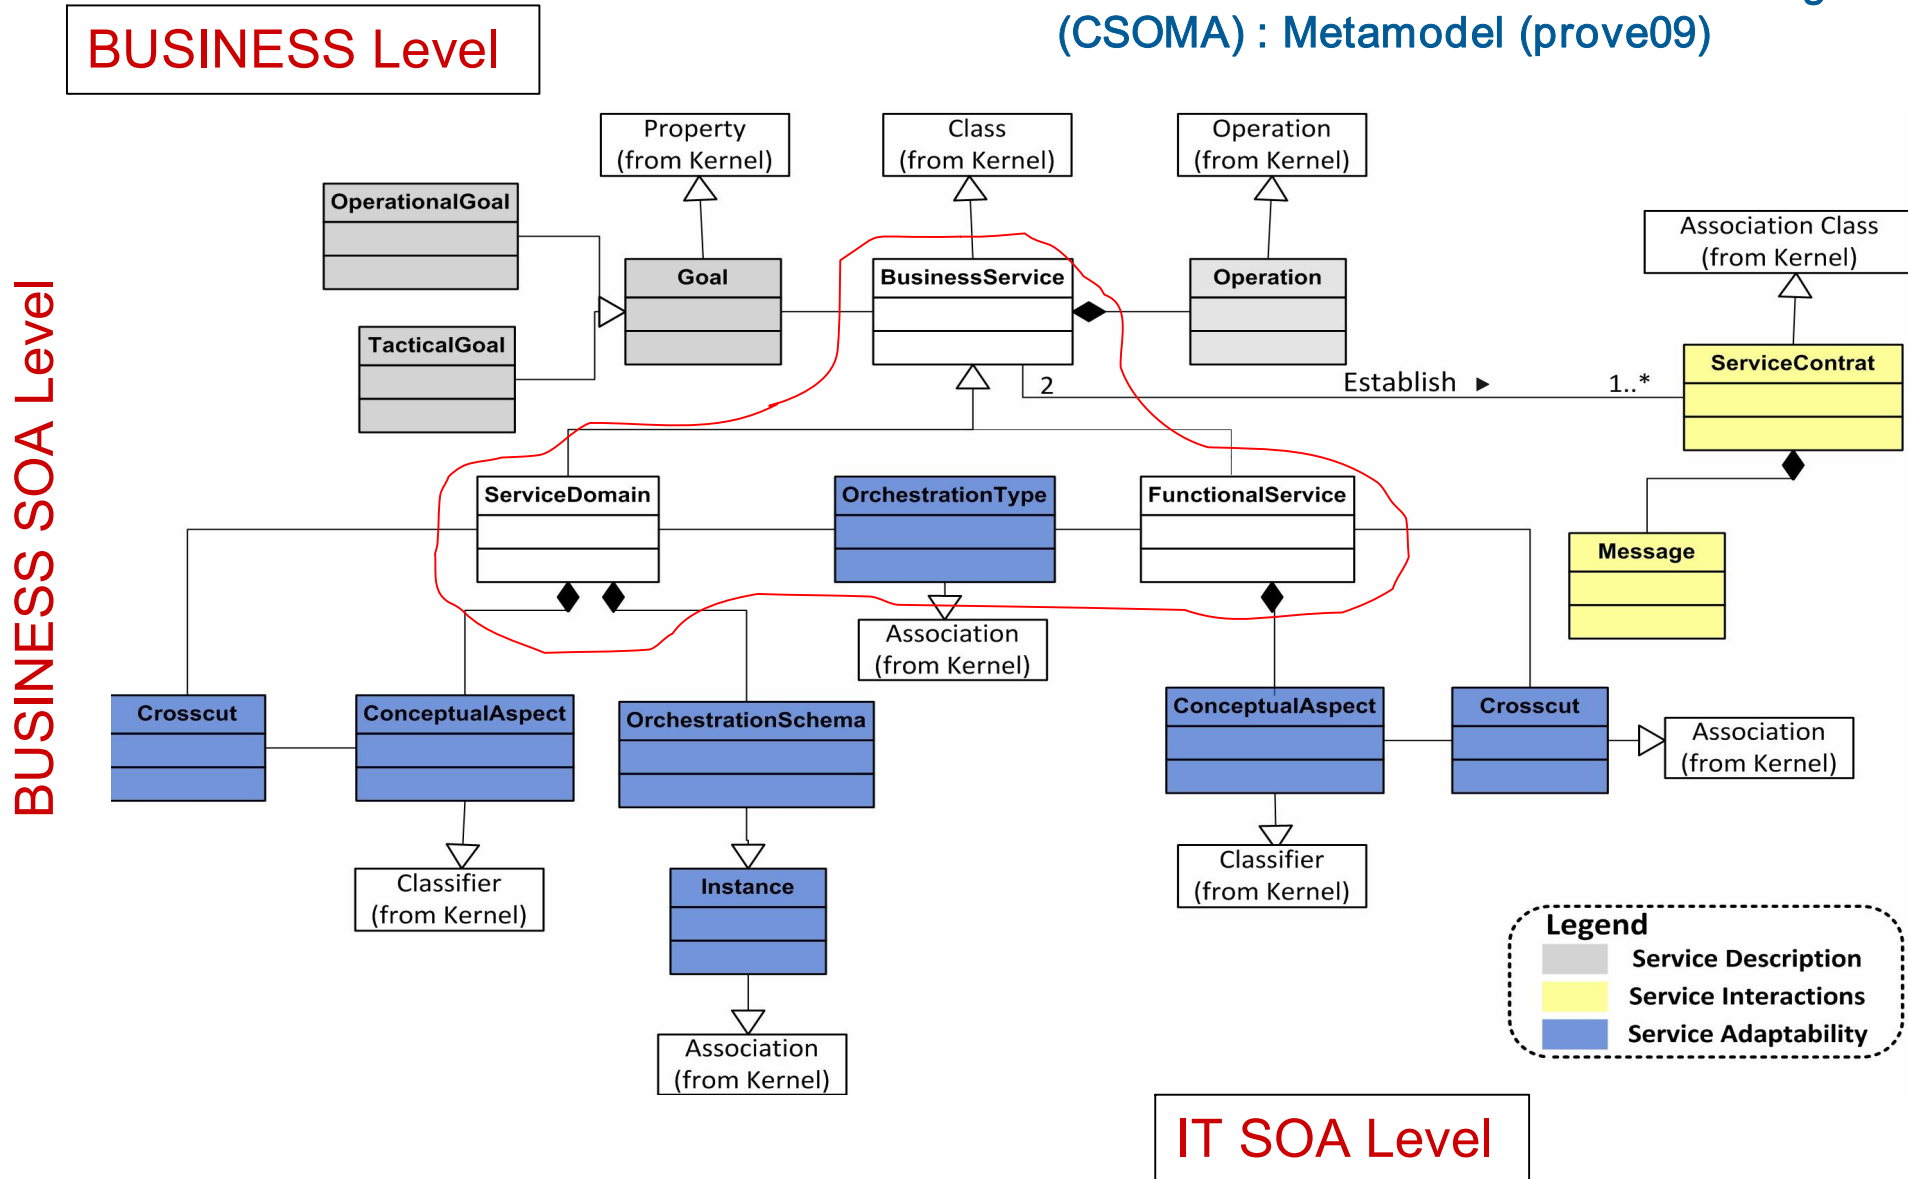 (CSOMA) : Metamodel (prove09)
BUSINESS Level
BUSINESS SOA Level
Property
(from Kernel)
Class
(from Kernel)
Operation
(from Kernel)
Association Class
(from Kernel)
OperationalGoal
TacticalGoal
Goal
BusinessService
Operation
ServiceContrat
2
Establish ►
1..*
ServiceDomain
OrchestrationType
FunctionalService
Message
Association
(from Kernel)
Crosscut
ConceptualAspect
OrchestrationSchema
ConceptualAspect
Crosscut
Association
(from Kernel)
Classifier
(from Kernel)
Instance
Classifier
(from Kernel)
Association
(from Kernel)
Legend
Service Description
Service Interactions
Service Adaptability
IT SOA Level